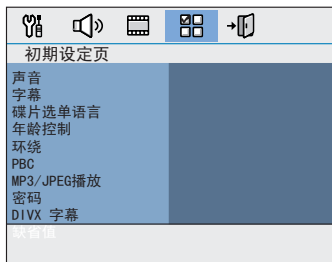 初期设定页
声音
字幕
碟片选单语言
年龄控制
环绕
PBC
MP3/JPEG播放
密码
DIVX 字幕
缺省值